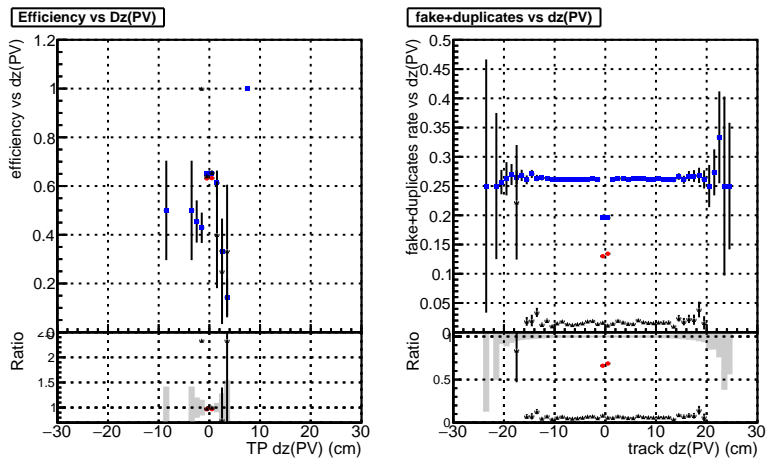 Efficiency vs Dz(PV)
efficiency vs dz(PV)
1.2
1
0.8
0.6
0.4
0.2
0
Ratio
2
1.5
1
−30 −20 −10 0 10 20 30
TP dz(PV) (cm)
fake+duplicates vs dz(PV)
fake+duplicates rate vs dz(PV)
0.5
0.45
0.4
0.35
0.3
0.25
0.2
0.15
0.1
0.05
0
Ratio
1
0.5
0
−30 −20 −10 0 10 20 30
track dz(PV) (cm)